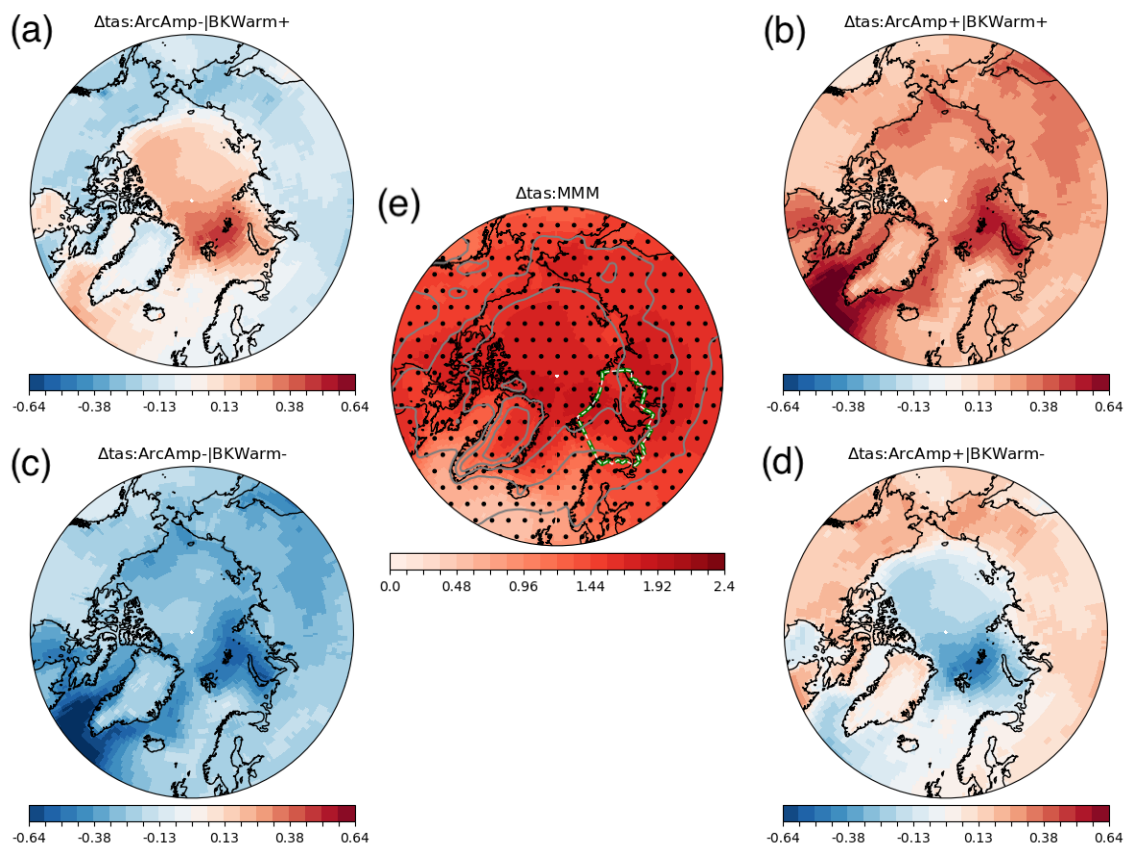 (a)
Δtas:ArcAmp-|BKWarm+
-0.64 -0.38 -0.13 0.13 0.38 0.64
(b)
Δtas:ArcAmp+|BKWarm+
-0.64 -0.38 -0.13 0.13 0.38 0.64
(e)
Δtas:MMM
0.0 0.48 0.96 1.44 1.92 2.4
(c)
Δtas:ArcAmp-|BKWarm-
-0.64 -0.38 -0.13 0.13 0.38 0.64
(d)
Δtas:ArcAmp+|BKWarm-
-0.64 -0.38 -0.13 0.13 0.38 0.64